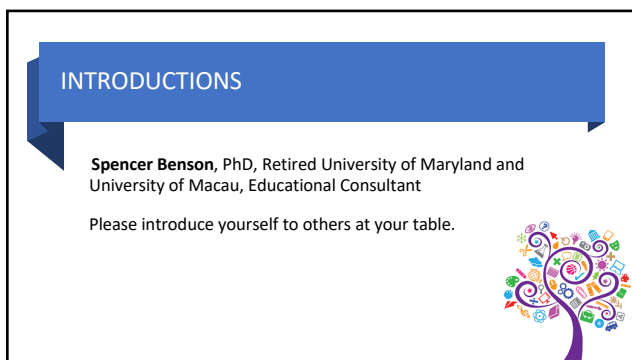 INTRODUCTIONS
Spencer Benson, PhD, Retired University of Maryland and
University of Macau, Educational Consultant
Please introduce yourself to others at your table.